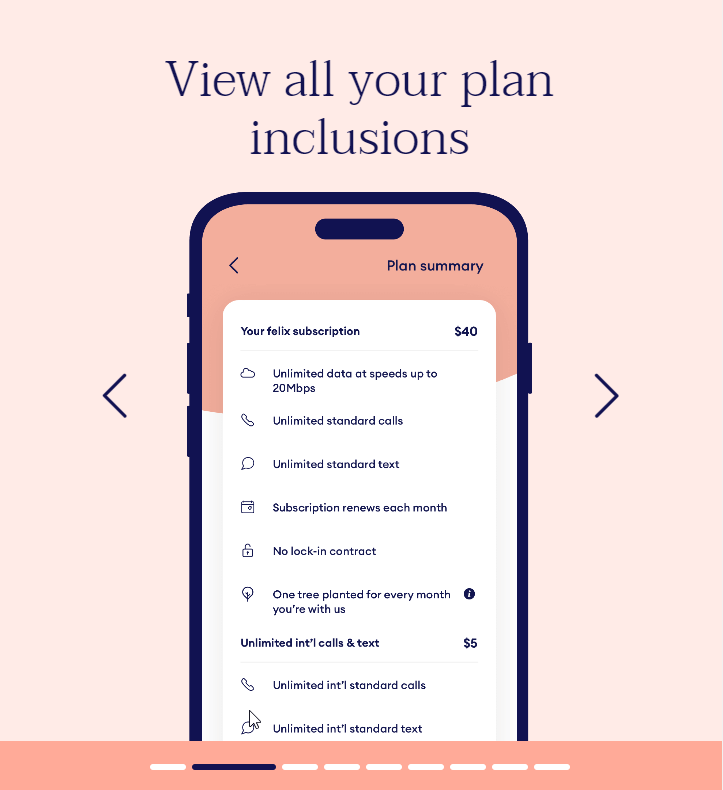 View all your plan
inclusions
Plan summary
Your felix subscription $40
Unlimited data at speeds up to
20Mbps
Unlimited standard calls
Unlimited standard text
Subscription renews each month
No lock-in contract
One tree planted for every month
you’re with us
Unlimited int’l calls & text $5
Unlimited int’l standard calls
Unlimited int’l standard text